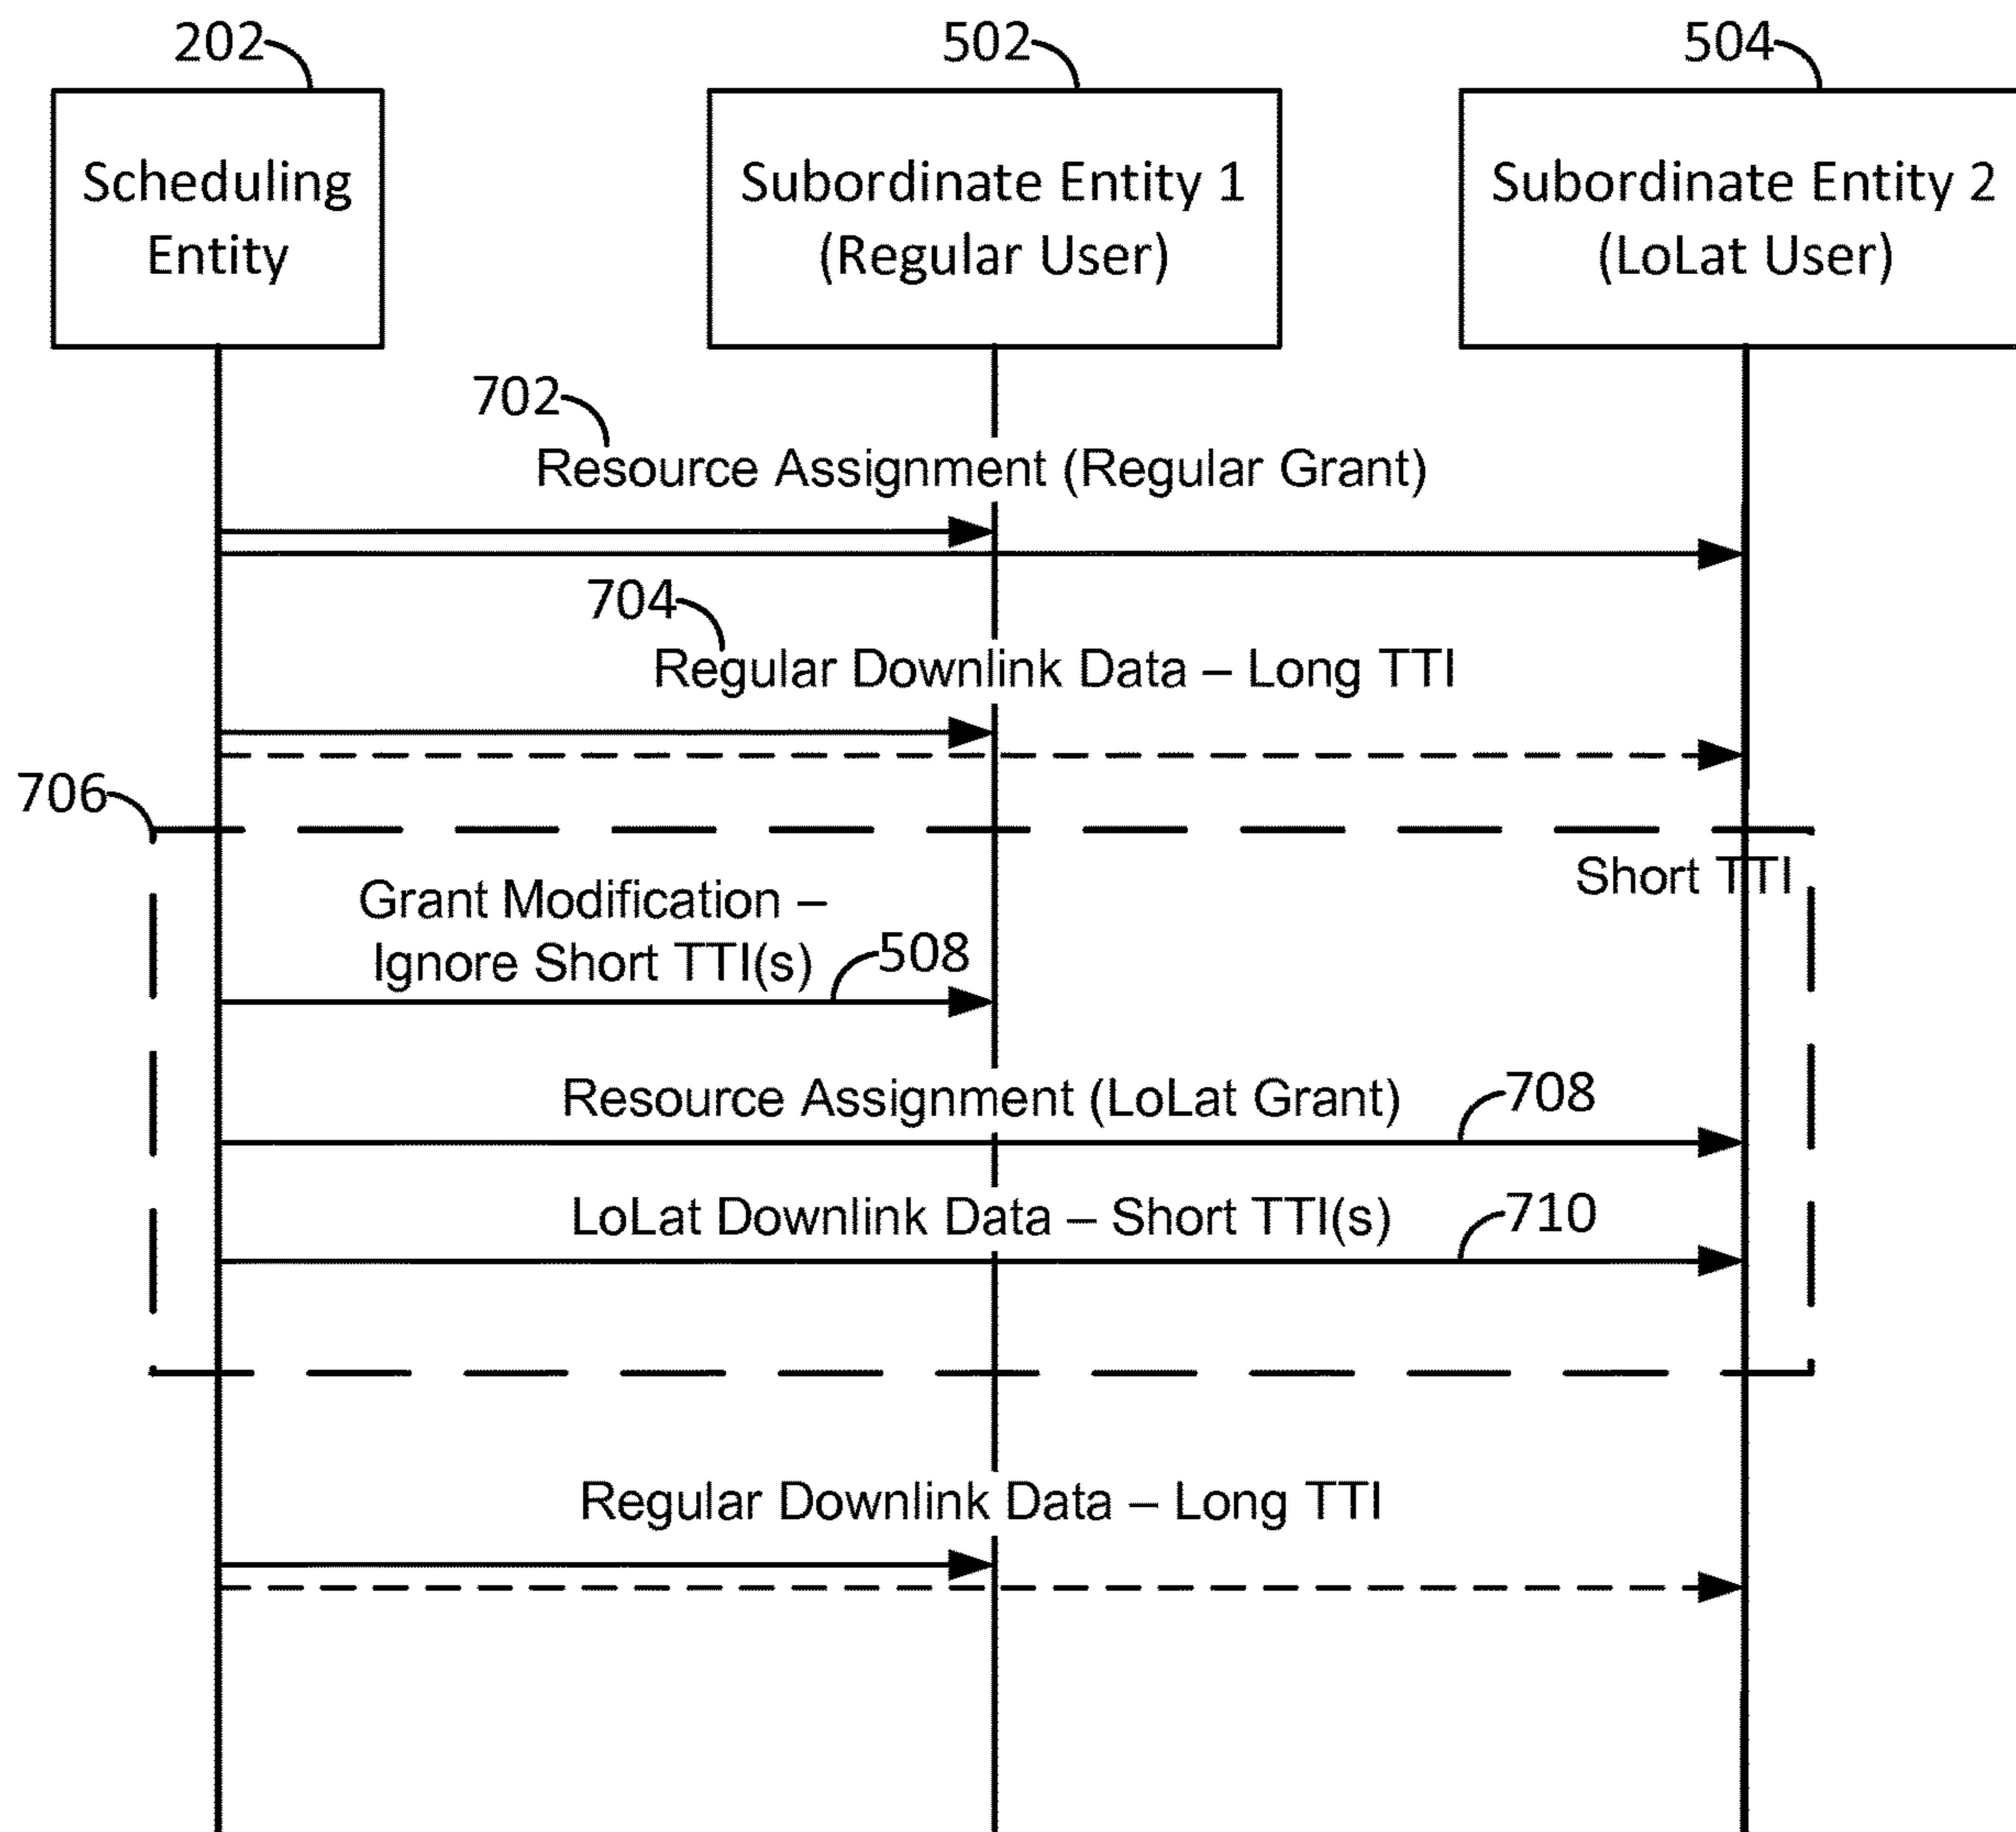 202
502
504
Scheduling
Entity
Subordinate Entity 1
(Regular User)
Subordinate Entity 2
(LoLat User)
702
Resource Assignment (Regular Grant)
704
Regular Downlink Data – Long TTI
706
Short TTI
Grant Modification –
Ignore Short TTI(s)
508
Resource Assignment (LoLat Grant)
708
LoLat Downlink Data – Short TTI(s)
710
Regular Downlink Data – Long TTI